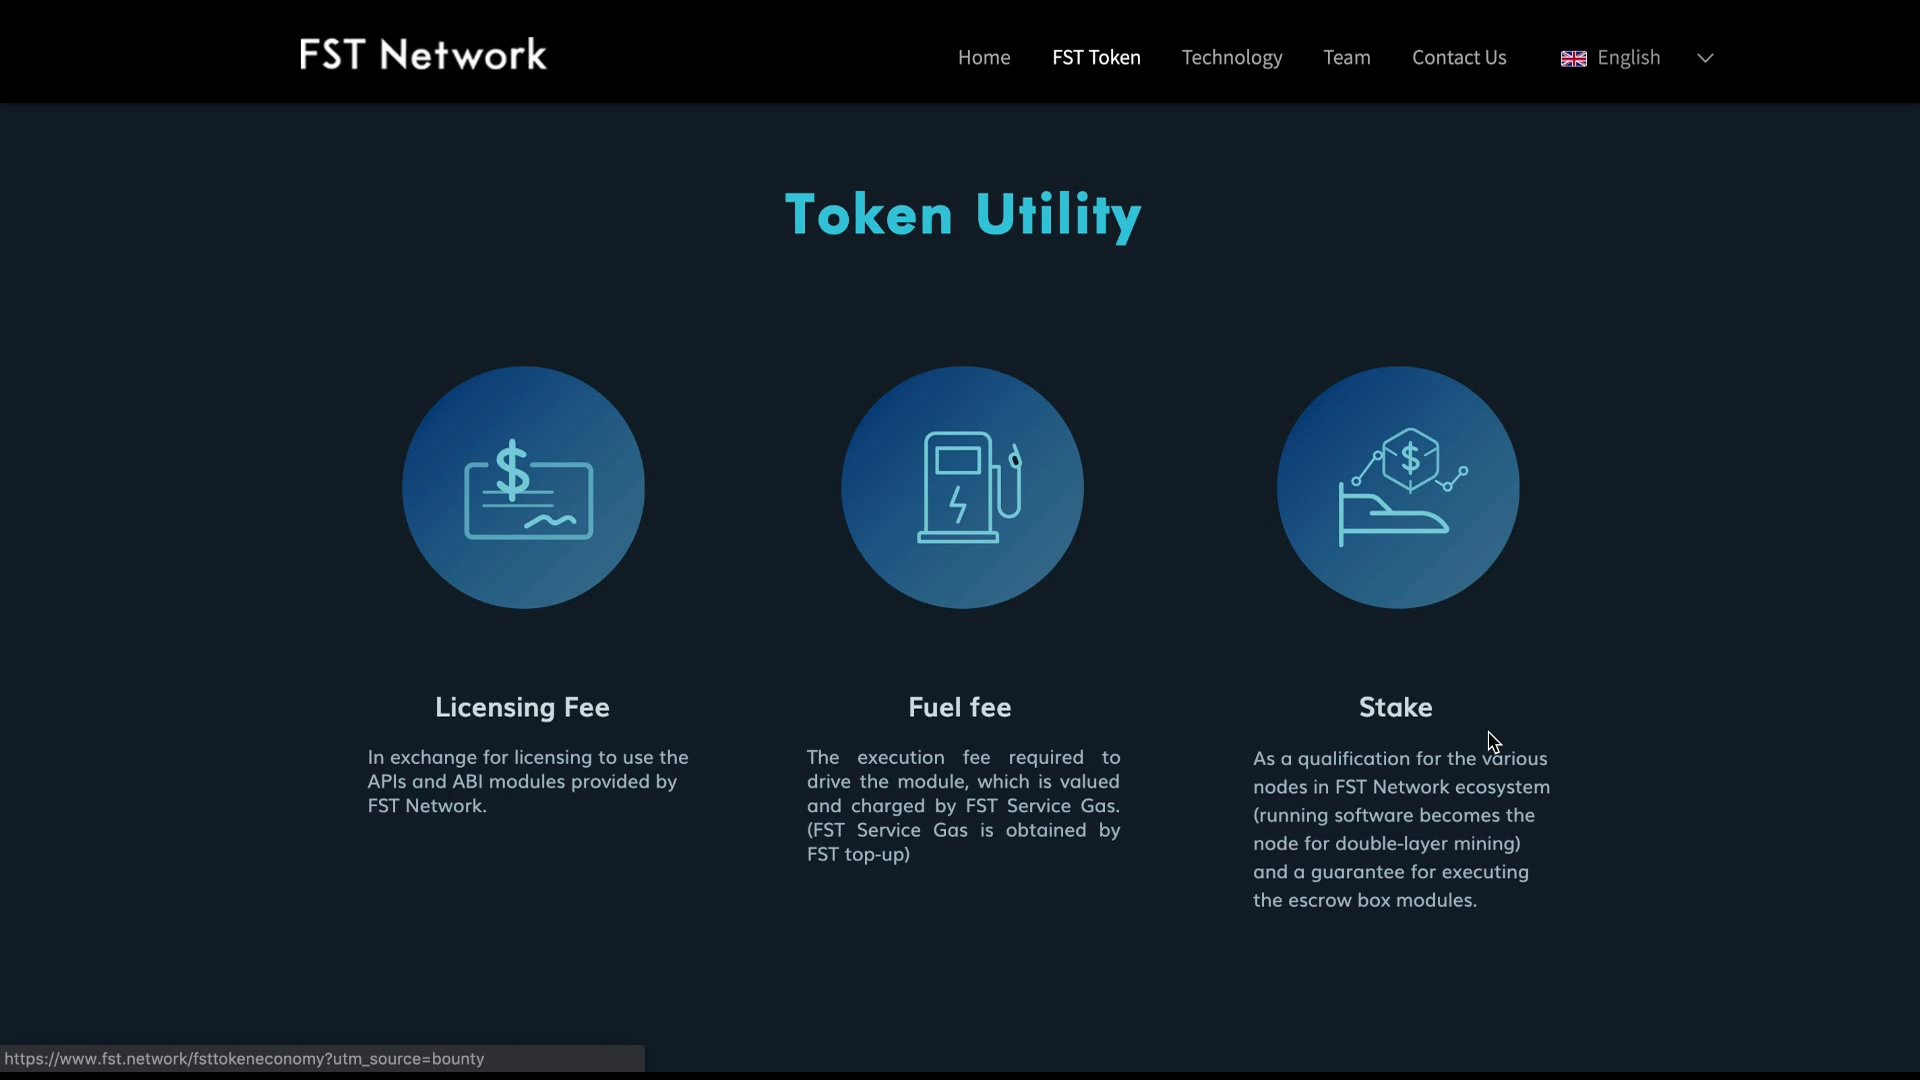 FST Network
Home FST Token Technology Team Contact Us English
Token Utility
$
$
Licensing Fee
In exchange for licensing to use the
APIs and ABI modules provided by
FST Network.
Fuel fee
The execution fee required to
drive the module, which is valued
and charged by FST Service Gas.
(FST Service Gas is obtained by
FST top-up)
Stake
As a qualification for the various
nodes in FST Network ecosystem
(running software becomes the
node for double-layer mining)
and a guarantee for executing
the escrow box modules.
https://www.fst.network/fsttokeneconomy?utm_source=bounty